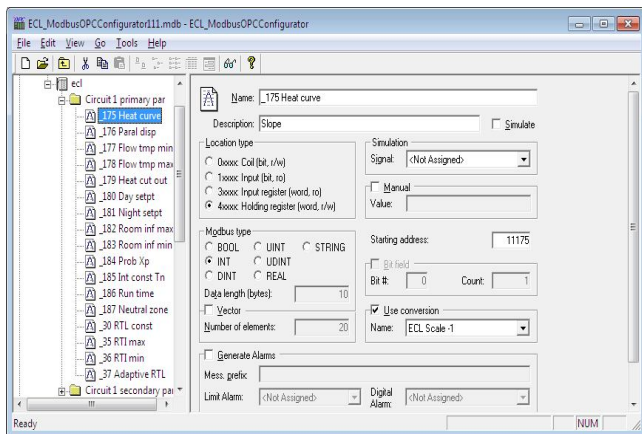 ECL_ModbusOPCConfigurator111.mdb - ECL_ModbusOPCConfigurator
File Edit View Go Tools Help
ecl
Circuit 1 primary par
_175 Heat curve
_176 Paral disp
_177 Flow tmp min
_178 Flow tmp max
_179 Heat cut out
_180 Day setpt
_181 Night setpt
_182 Room inf max
_183 Room inf min
_184 Prob Xp
_185 Int const Tn
_186 Run time
_187 Neutral zone
_30 RTL const
_35 RTI max
_36 RTI min
_37 Adaptive RTL
Circuit 1 secondary par
Name: _175 Heat curve
Description: Slope
Simulate
Location type
0xxxx: Coil (bit, r/w)
1xxxx: Input (bit, ro)
3xxxx: Input register (word, ro)
4xxxx: Holding register (word, r/w)
Simulation
Signal: <Not Assigned>
Manual
Value:
Modbus type
BOOL UINT STRING
INT UDINT
DINT REAL
Data length (bytes): 10
Vector
Number of elements: 20
Starting address: 11175
Bit field
Bit #: 0 Count: 1
Use conversion
Name: ECL Scale -1
Generate Alarms
Mess. prefix:
Limit Alarm: <Not Assigned>
Digital Alarm: <Not Assigned>
Ready NUM